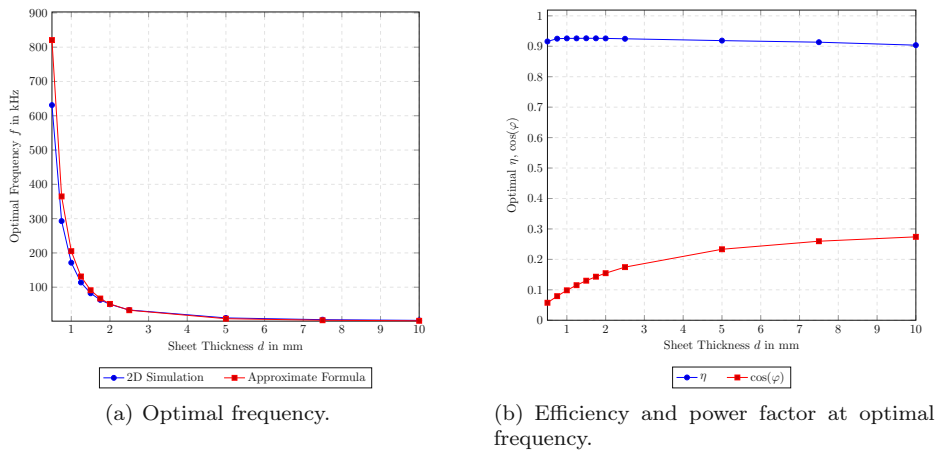 900
800
700
600
500
400
300
200
100
Optimal Frequency f in kHz
1 2 3 4 5 6 7 8 9 10
Sheet Thickness d in mm
2D Simulation Approximate Formula
(a) Optimal frequency.
1
0.9
0.8
0.7
0.6
0.5
0.4
0.3
0.2
0.1
0
Optimal η, cos(φ)
1 2 3 4 5 6 7 8 9 10
Sheet Thickness d in mm
η cos(φ)
(b) Efficiency and power factor at optimal
frequency.